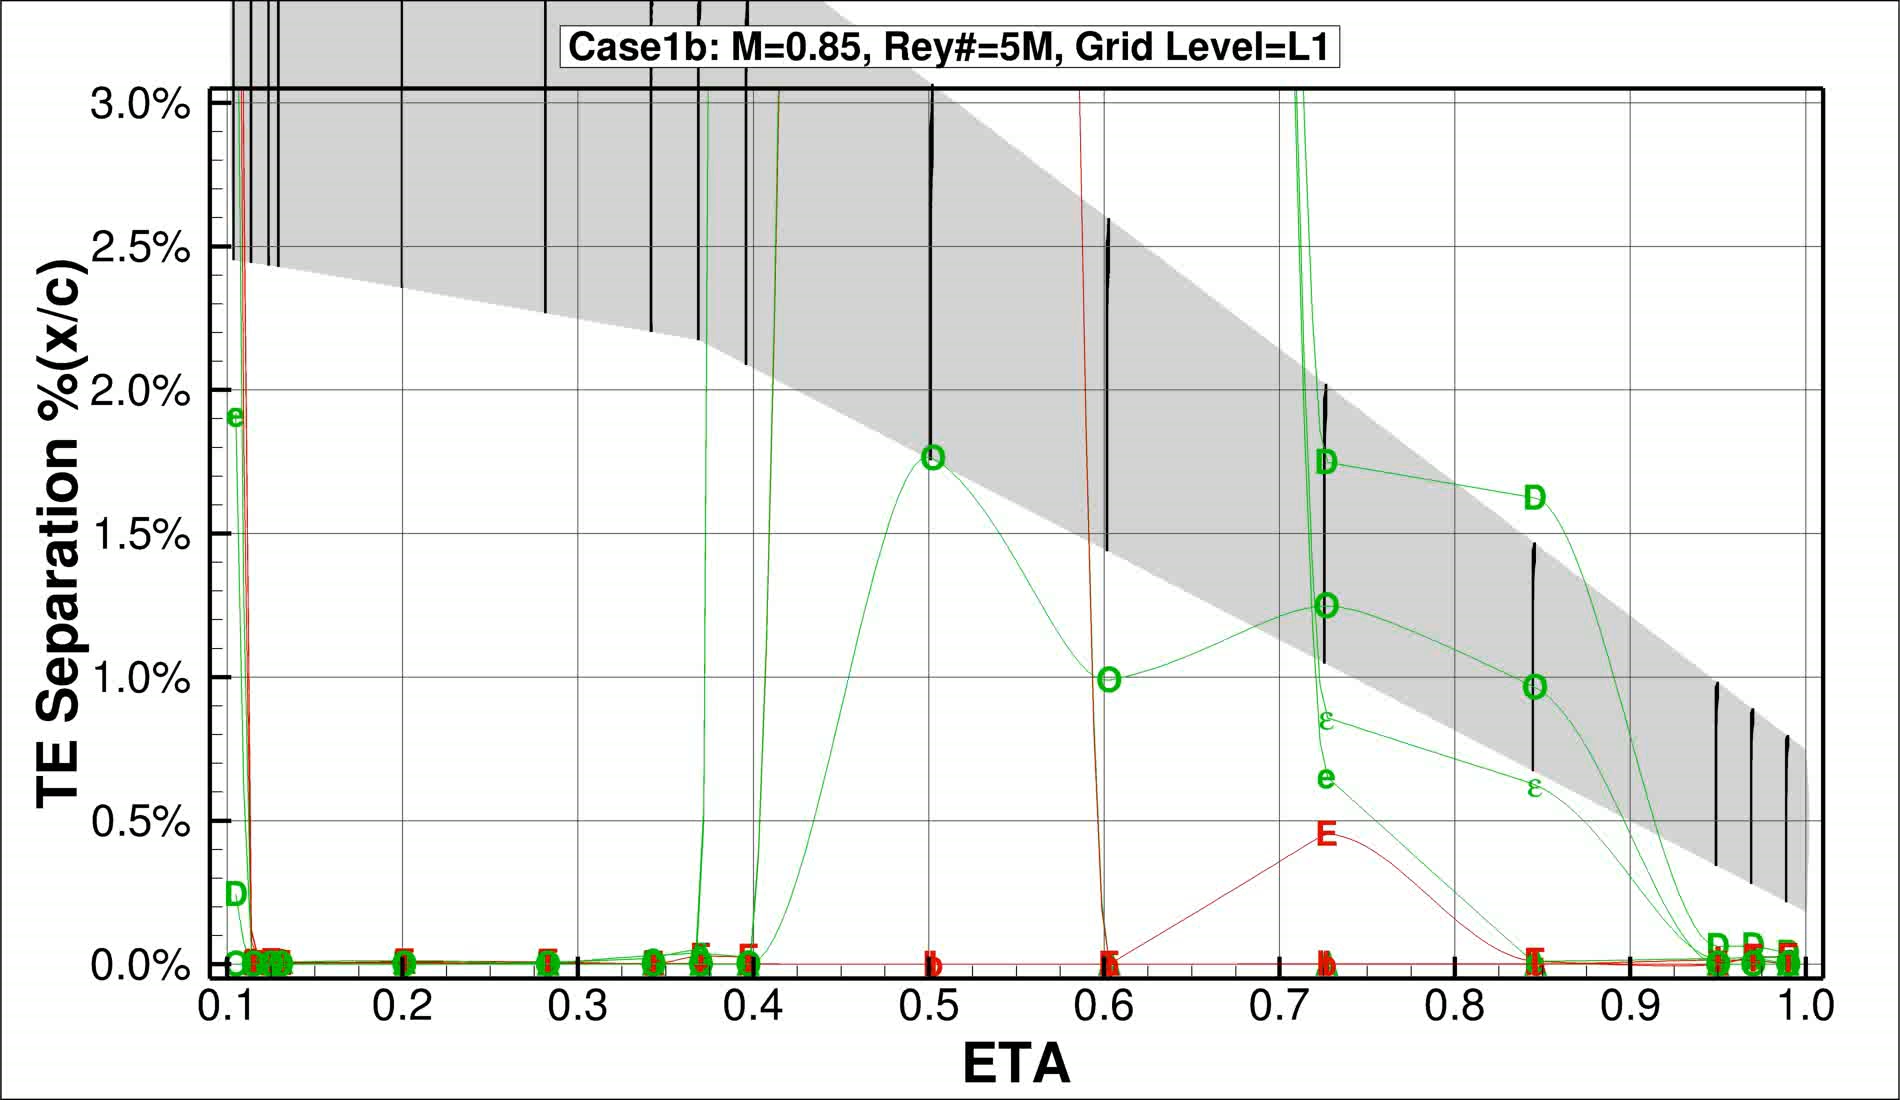 Case1b: M=0.85, Rey#=5M, Grid Level=L1
TE Separation %(x/c)
3.0%
2.5%
2.0%
1.5%
1.0%
0.5%
0.0%
e
D
O
O
O
O
D
D
ε
ε
e
E
D
D
0.1
0.2
0.3
0.4
0.5
0.6
0.7
0.8
0.9
1.0
ETA